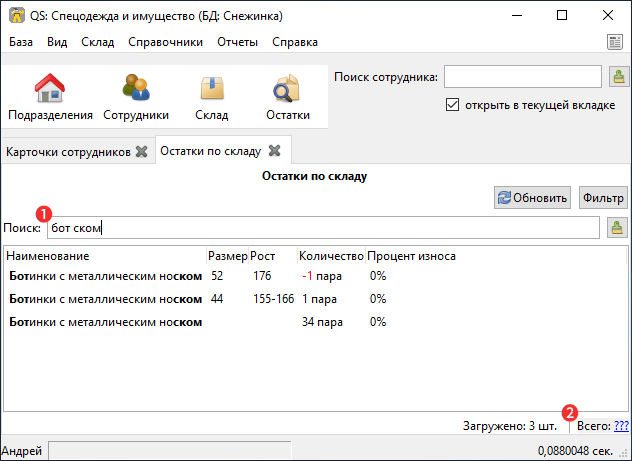 QS: Спецодежда и имущество (БД: Снежинка)
База Вид Склад Справочники Отчеты Справка
Подразделения Сотрудники Склад Остатки
Поиск сотрудника:
открыть в текущей вкладке
Карточки сотрудников Остатки по складу
Остатки по складу
Обновить Фильтр
1
Поиск: бот ском
Наименование Размер Рост Количество Процент износа
Ботинки с металлическим носком 52 176 -1 пара 0%
Ботинки с металлическим носком 44 155-166 1 пара 0%
Ботинки с металлическим носком 34 пара 0%
2
Загружено: 3 шт. Всего: ???
Андрей 0,0880048 сек.